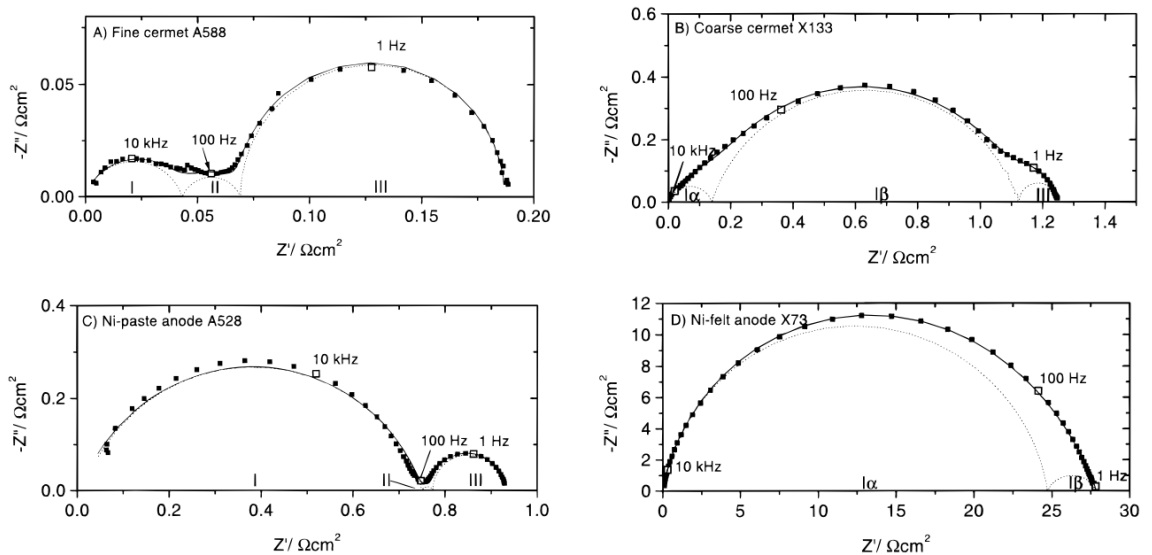 A) Fine cermet A588
1 Hz
0.05
10 kHz
100 Hz
0.00
I
II
III
0.00 0.05 0.10 0.15 0.20
-Z"/ Ωcm²
Z'/ Ωcm²
B) Coarse cermet X133
0.6
0.4
100 Hz
0.2
10 kHz
1 Hz
0.0
Iα
Iβ
III
0.0 0.2 0.4 0.6 0.8 1.0 1.2 1.4
-Z"/ Ωcm²
Z'/ Ωcm²
C) Ni-paste anode A528
0.4
10 kHz
0.2
100 Hz
1 Hz
0.0
I
II
III
0.0 0.2 0.4 0.6 0.8 1.0
-Z"/ Ωcm²
Z'/ Ωcm²
D) Ni-felt anode X73
12
10
8
100 Hz
6
4
2
10 kHz
1 Hz
0
Iα
Iβ
0 5 10 15 20 25 30
-Z"/ Ωcm²
Z'/ Ωcm²